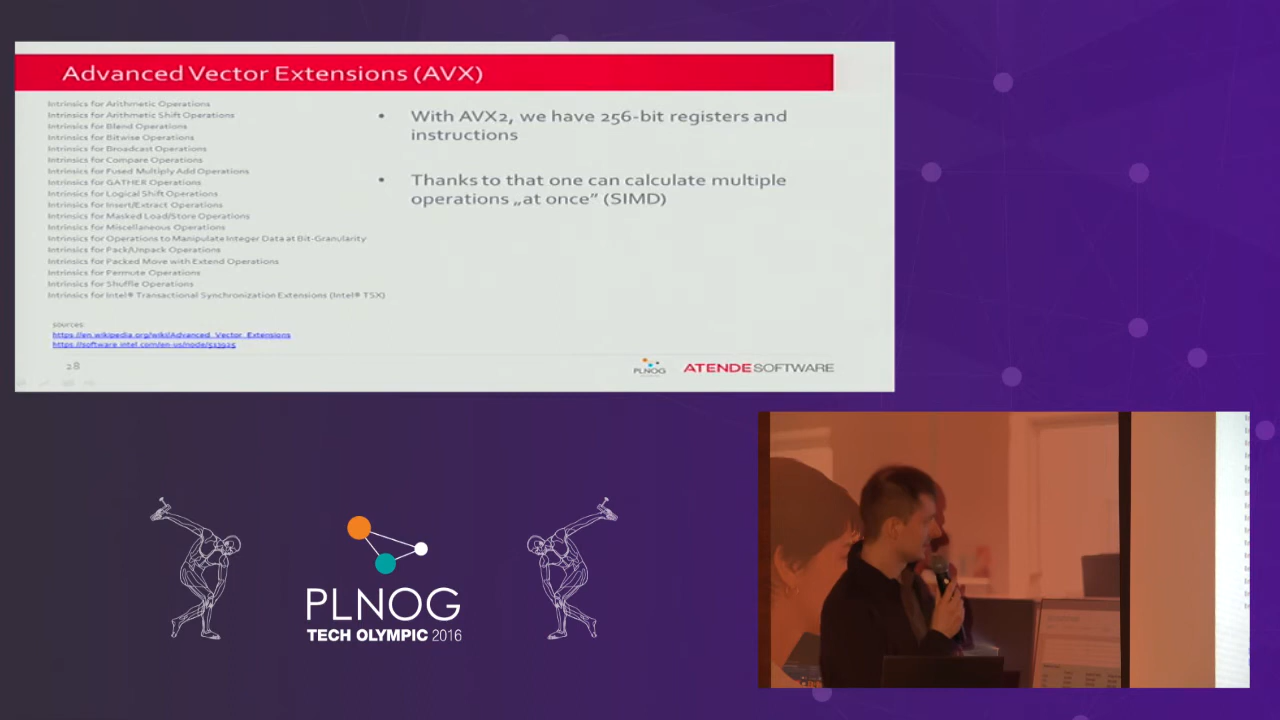 Advanced Vector Extensions (AVX)
Intrinsics for Arithmetic Operations
Intrinsics for Arithmetic Shift Operations
Intrinsics for Blend Operations
Intrinsics for Bitwise Operations
Intrinsics for Broadcast Operations
Intrinsics for Compare Operations
Intrinsics for Fused Multiply Add Operations
Intrinsics for GATHER Operations
Intrinsics for Logical Shift Operations
Intrinsics for Insert/Extract Operations
Intrinsics for Masked Load/Store Operations
Intrinsics for Miscellaneous Operations
Intrinsics for Operations to Manipulate Integer Data at Bit-Granularity
Intrinsics for Pack/Unpack Operations
Intrinsics for Packed Move with Extend Operations
Intrinsics for Permute Operations
Intrinsics for Shuffle Operations
Intrinsics for Intel® Transactional Synchronization Extensions (Intel® TSX)
• With AVX2, we have 256-bit registers and
instructions
• Thanks to that one can calculate multiple
operations „at once” (SIMD)
sources:
https://en.wikipedia.org/wiki/Advanced_Vector_Extensions
https://software.intel.com/en-us/node/513925
28
PLNOG
ATENDE SOFTWARE
PLNOG
TECH OLYMPIC 2016